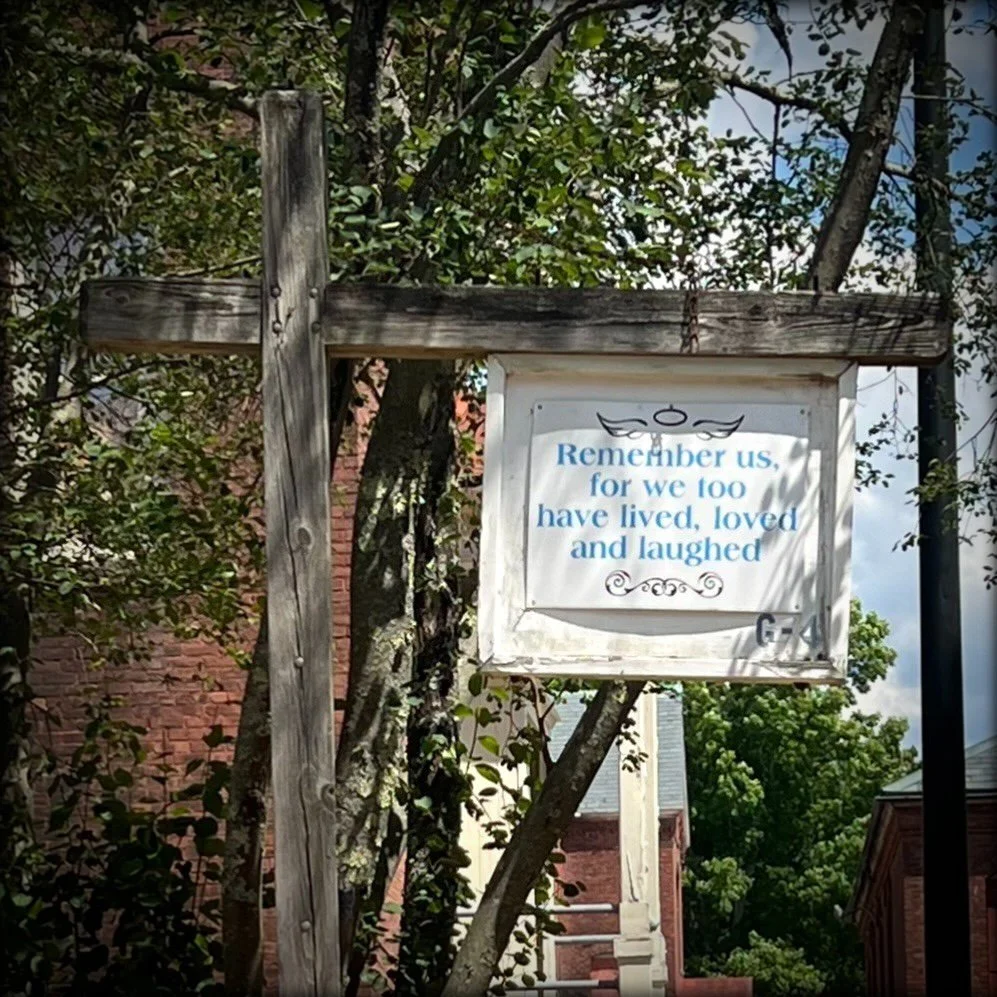 Remember us,
for we too
have lived, loved
and laughed
G-4